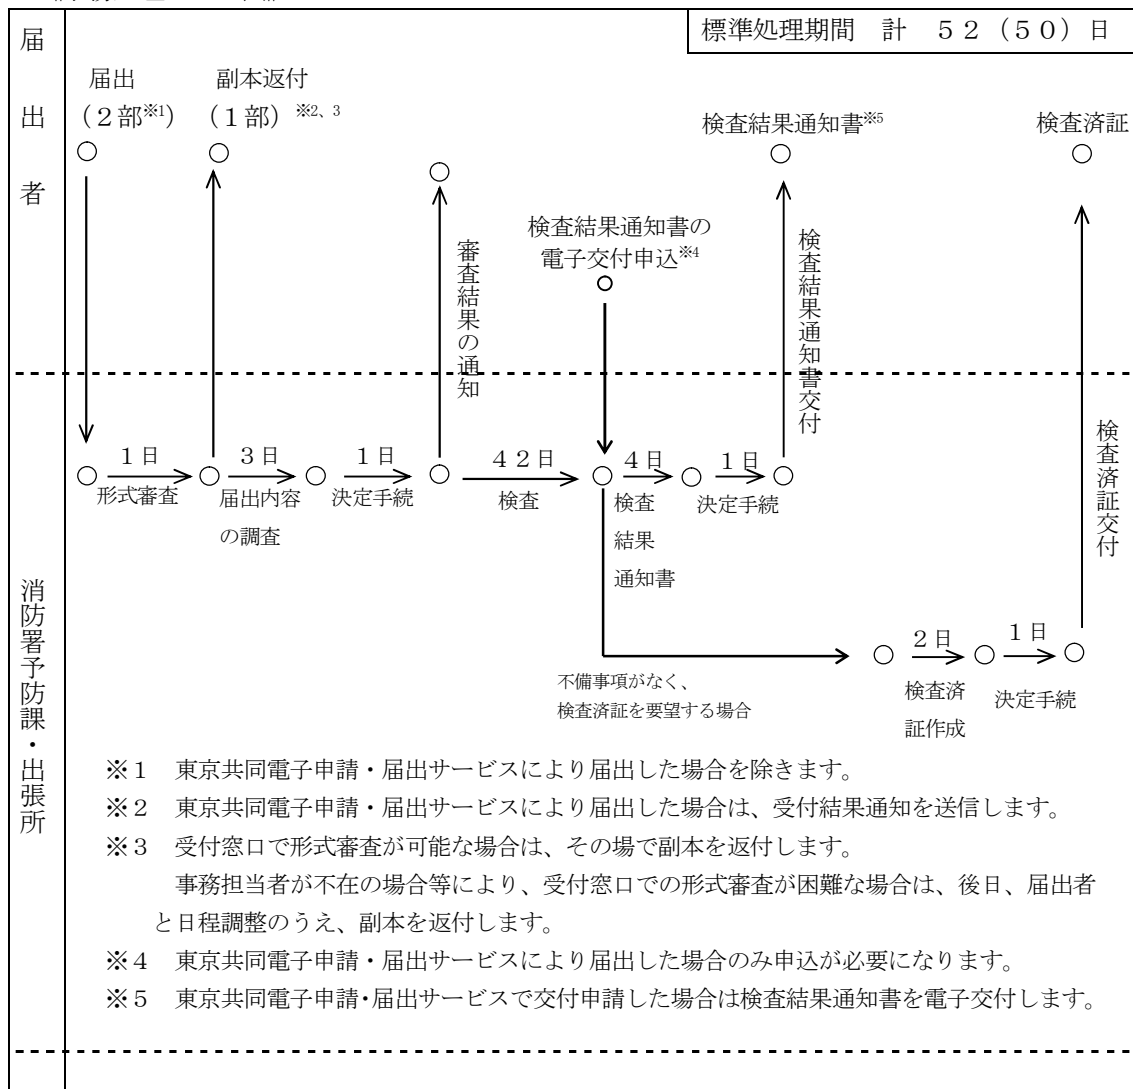 標準処理期間　計　５２（５０）日
届出者
届出
（２部※1）
副本返付
（１部）※2、3
検査結果通知書※5
検査済証
検査結果通知書の
電子交付申込※4
審査結果の通知
検査結果通知書交付
検査済証交付
１日
形式審査
３日
届出内容
の調査
１日
決定手続
４２日
検査
４日
検査
結果
通知書
１日
決定手続
不備事項がなく、
検査済証を要望する場合
２日
検査済
証作成
１日
決定手続
消防署予防課・出張所
※１　東京共同電子申請・届出サービスにより届出した場合を除きます。
※２　東京共同電子申請・届出サービスにより届出した場合は、受付結果通知を送信します。
※３　受付窓口で形式審査が可能な場合は、その場で副本を返付します。
事務担当者が不在の場合等により、受付窓口での形式審査が困難な場合は、後日、届出者
と日程調整のうえ、副本を返付します。
※４　東京共同電子申請・届出サービスにより届出した場合のみ申込が必要になります。
※５　東京共同電子申請・届出サービスで交付申請した場合は検査結果通知書を電子交付します。